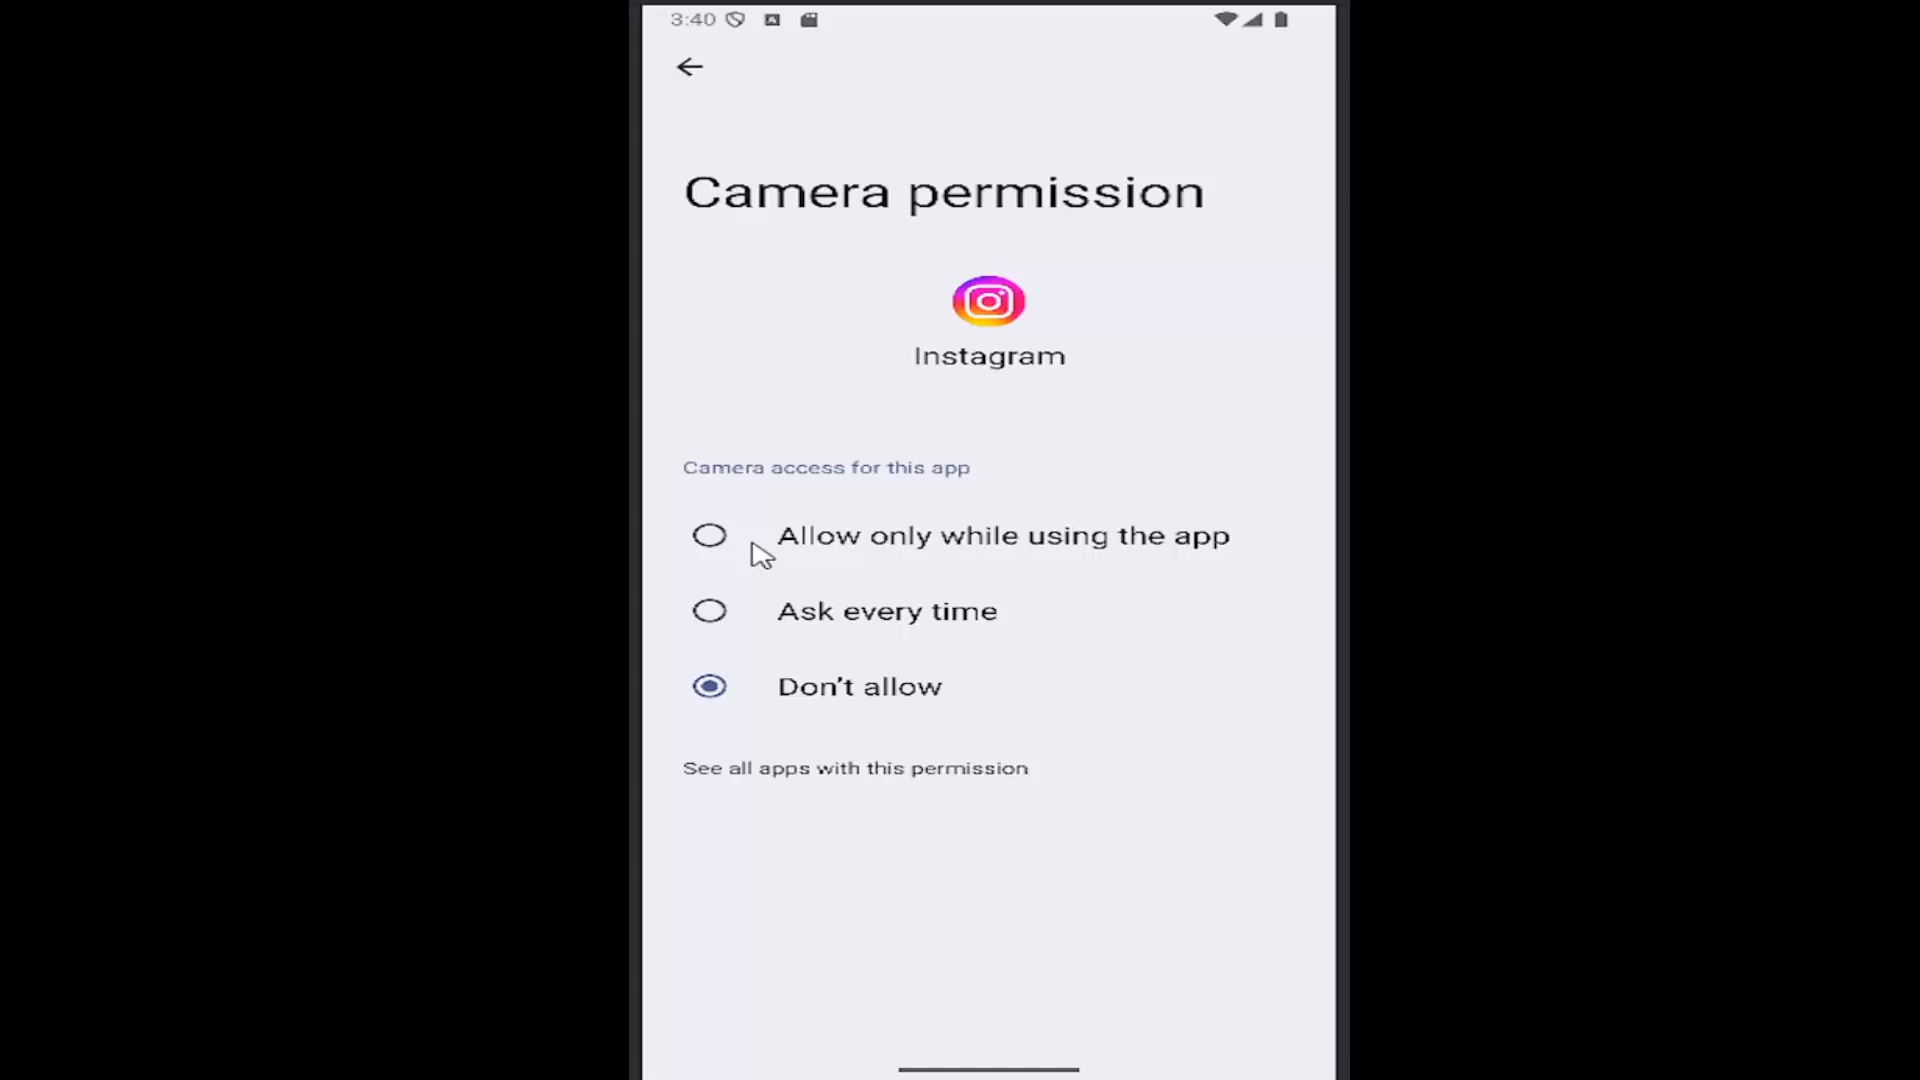 3:40
Camera permission
Instagram
Camera access for this app
Allow only while using the app
Ask every time
Don't allow
See all apps with this permission